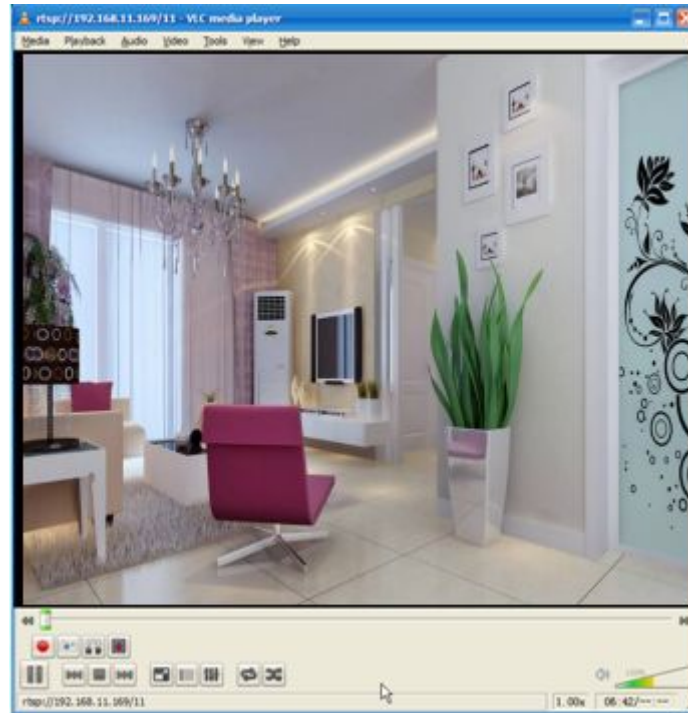 rtsp://192.168.11.169/11 - VLC media player
Media Playback Audio Video Tools View Help
rtsp://192.168.11.169/11 1.00x 06:42/--:--